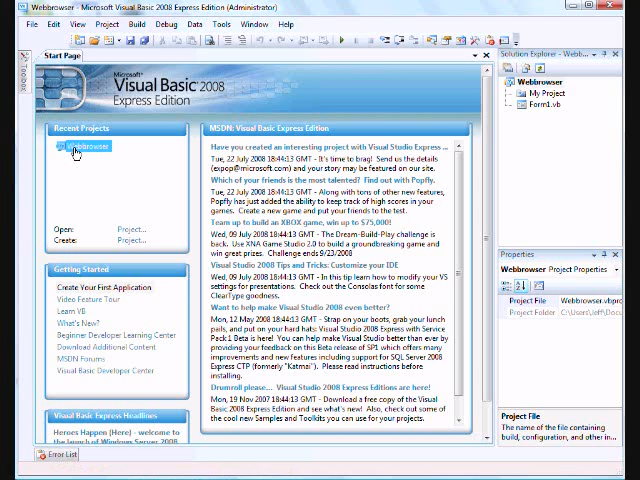 Webbrowser - Microsoft Visual Basic 2008 Express Edition (Administrator)
File Edit View Project Build Debug Data Tools Window Help
Start Page
Toolbox
Microsoft®
Visual Basic 2008
Express Edition
Recent Projects
Webbrowser
Open: Project...
Create: Project...
Getting Started
Create Your First Application
Video Feature Tour
Learn VB
What's New?
Beginner Developer Learning Center
Download Additional Content
MSDN Forums
Visual Basic Developer Center
Visual Basic Express Headlines
Heroes Happen {Here} - welcome to
the launch of Windows Server 2008
MSDN: Visual Basic Express Edition
Have you created an interesting project with Visual Studio Express ...
Tue, 22 July 2008 18:44:13 GMT - It's time to brag! Send us the details
(expop@microsoft.com) and your story may be featured on our site.
Which of your friends is the most talented? Find out with Popfly.
Tue, 22 July 2008 18:44:13 GMT - Along with tons of other new features,
Popfly has just added the ability to keep track of high scores in your
games. Create a new game and put your friends to the test.
Team up to build an XBOX game, win up to $75,000!
Wed, 09 July 2008 18:44:13 GMT - The Dream-Build-Play challenge is
back. Use XNA Game Studio 2.0 to build a groundbreaking game and
win great prizes. Challenge ends 9/23/08
Visual Studio 2008 Tips and Tricks: Customize your IDE
Wed, 09 July 2008 18:44:13 GMT - In this tip learn how to modify your VS
settings for presentations. Check out the Consolas font for some
ClearType goodness.
Want to help make Visual Studio 2008 even better?
Mon, 12 May 2008 18:44:13 GMT - Strap on your boots, grab your lunch
pails, and put on your hard hats: Visual Studio 2008 Express with Service
Pack 1 Beta is here! You can help make Visual Studio better than ever by
providing your feedback on this Beta release of SP1 which offers many
improvements and new features including support for SQL Server 2008
Express CTP (formerly "Katmai"). Please read instructions before
installing.
Drumroll please... Visual Studio 2008 Express Editions are here!
Mon, 19 Nov 2007 18:44:13 GMT - Download a free copy of the Visual
Basic 2008 Express and see what's new! Also, check out some of
the cool new Samples and Toolkits you can use for your projects.
Error List
Solution Explorer - Webb...
Webbrowser
My Project
Form1.vb
Properties
Webbrowser Project Properties
Project File Webbrowser.vbpro
Project Folder C:\Users\Jeff\Docu
Project File
The name of the file containing
build, configuration, and other in...